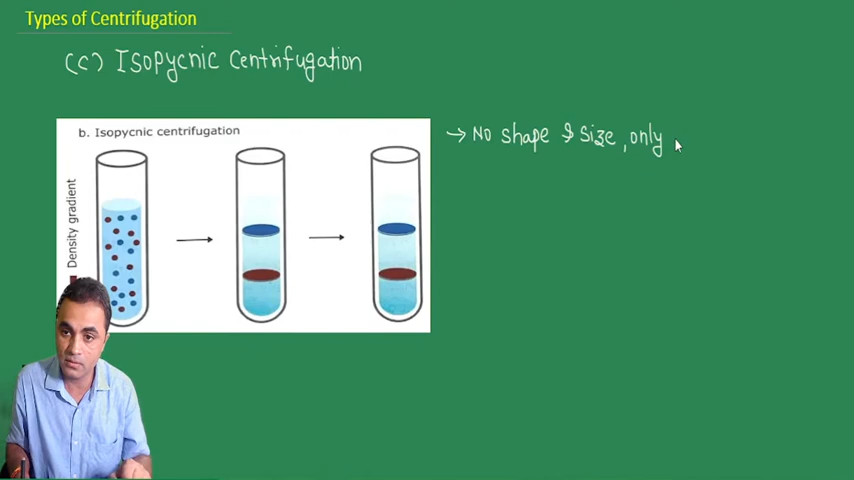 Types of Centrifugation
(C) Isopycnic Centrifugation
b. Isopycnic centrifugation
Density gradient
→ No shape & size, only